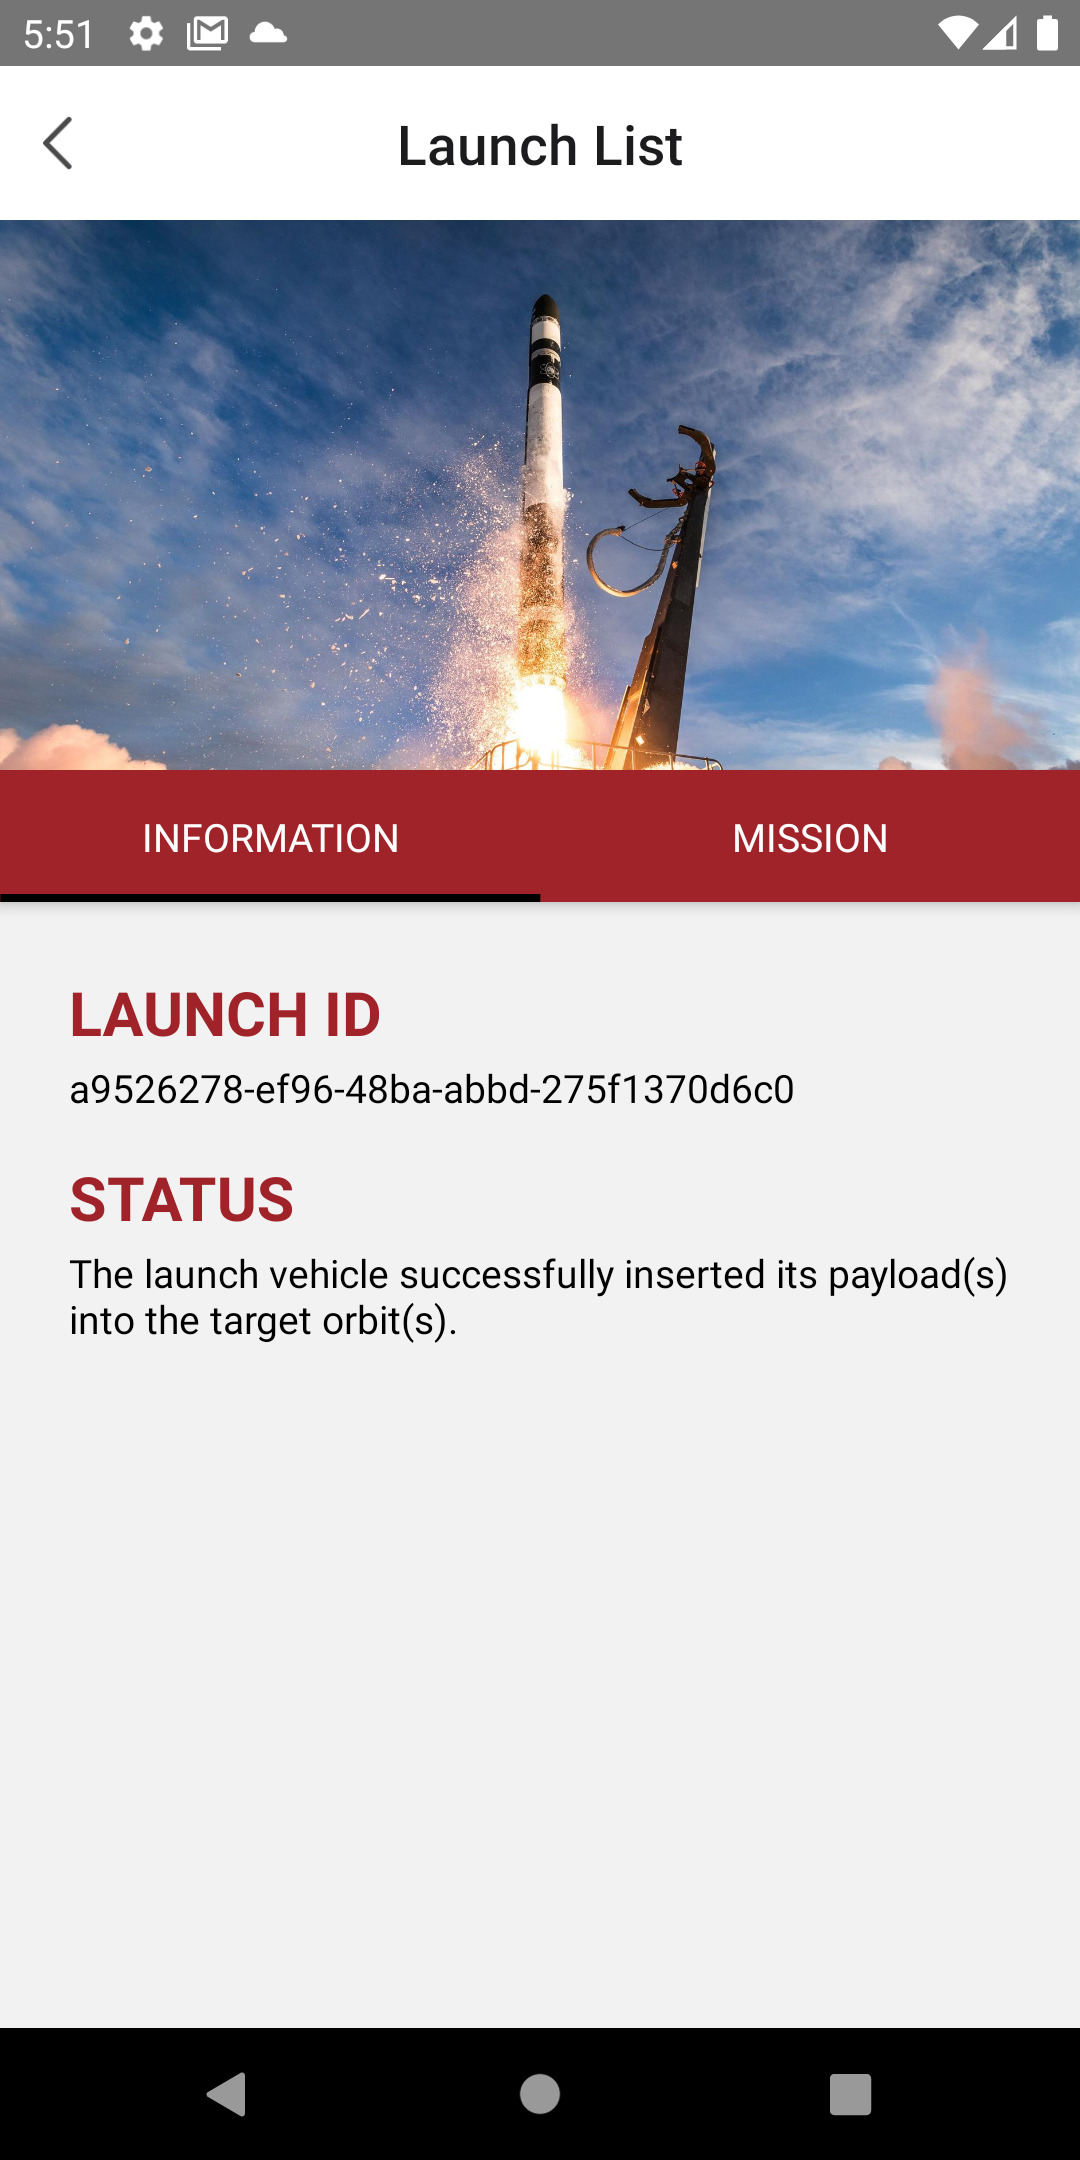 5:51
Launch List
INFORMATION
MISSION
LAUNCH ID
a9526278-ef96-48ba-abbd-275f1370d6c0
STATUS
The launch vehicle successfully inserted its payload(s)
into the target orbit(s).